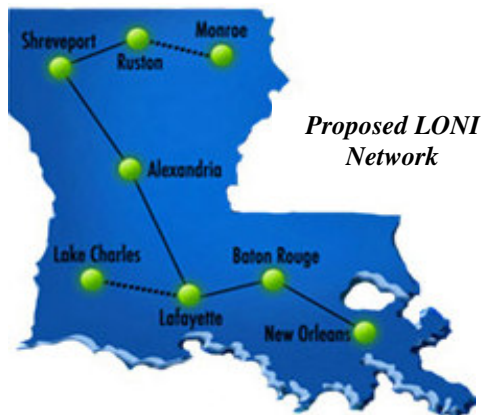 Monroe
Shreveport
Ruston
Proposed LONI
Network
Alexandria
Lake Charles
Baton Rouge
Lafayette
New Orleans